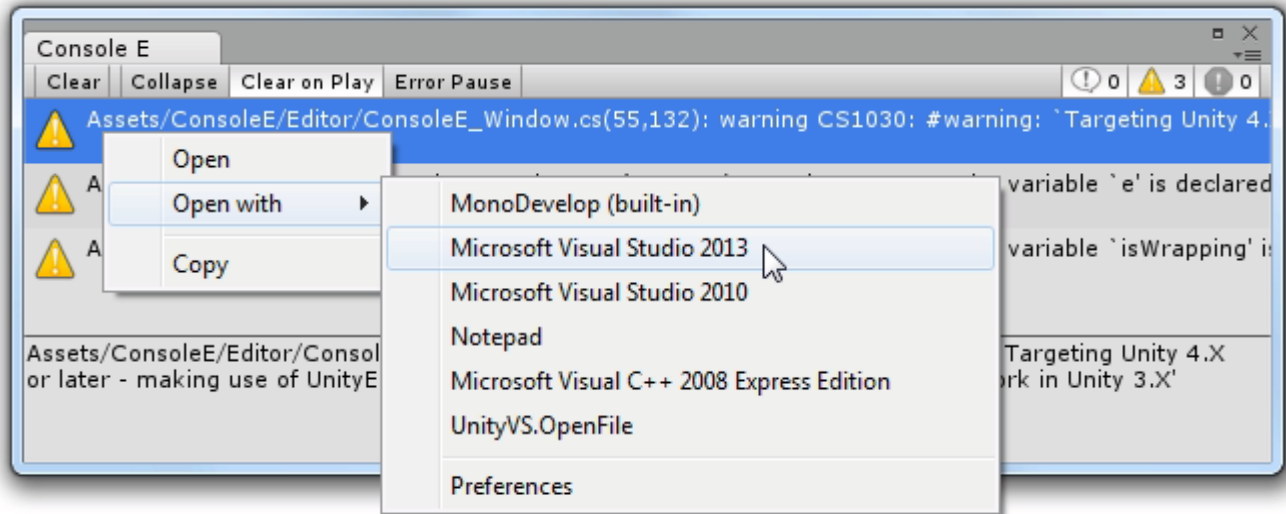 Console E
Clear Collapse Clear on Play Error Pause 0 3 0
Assets/ConsoleE/Editor/ConsoleE_Window.cs(55,132): warning CS1030: #warning: `Targeting Unity 4.
Open
A variable `e' is declared
Open with MonoDevelop (built-in)
A variable `isWrapping' i
Microsoft Visual Studio 2013
Copy
Microsoft Visual Studio 2010
Notepad
Assets/ConsoleE/Editor/Consol Targeting Unity 4.X
or later - making use of UnityE rk in Unity 3.X'
Microsoft Visual C++ 2008 Express Edition
UnityVS.OpenFile
Preferences